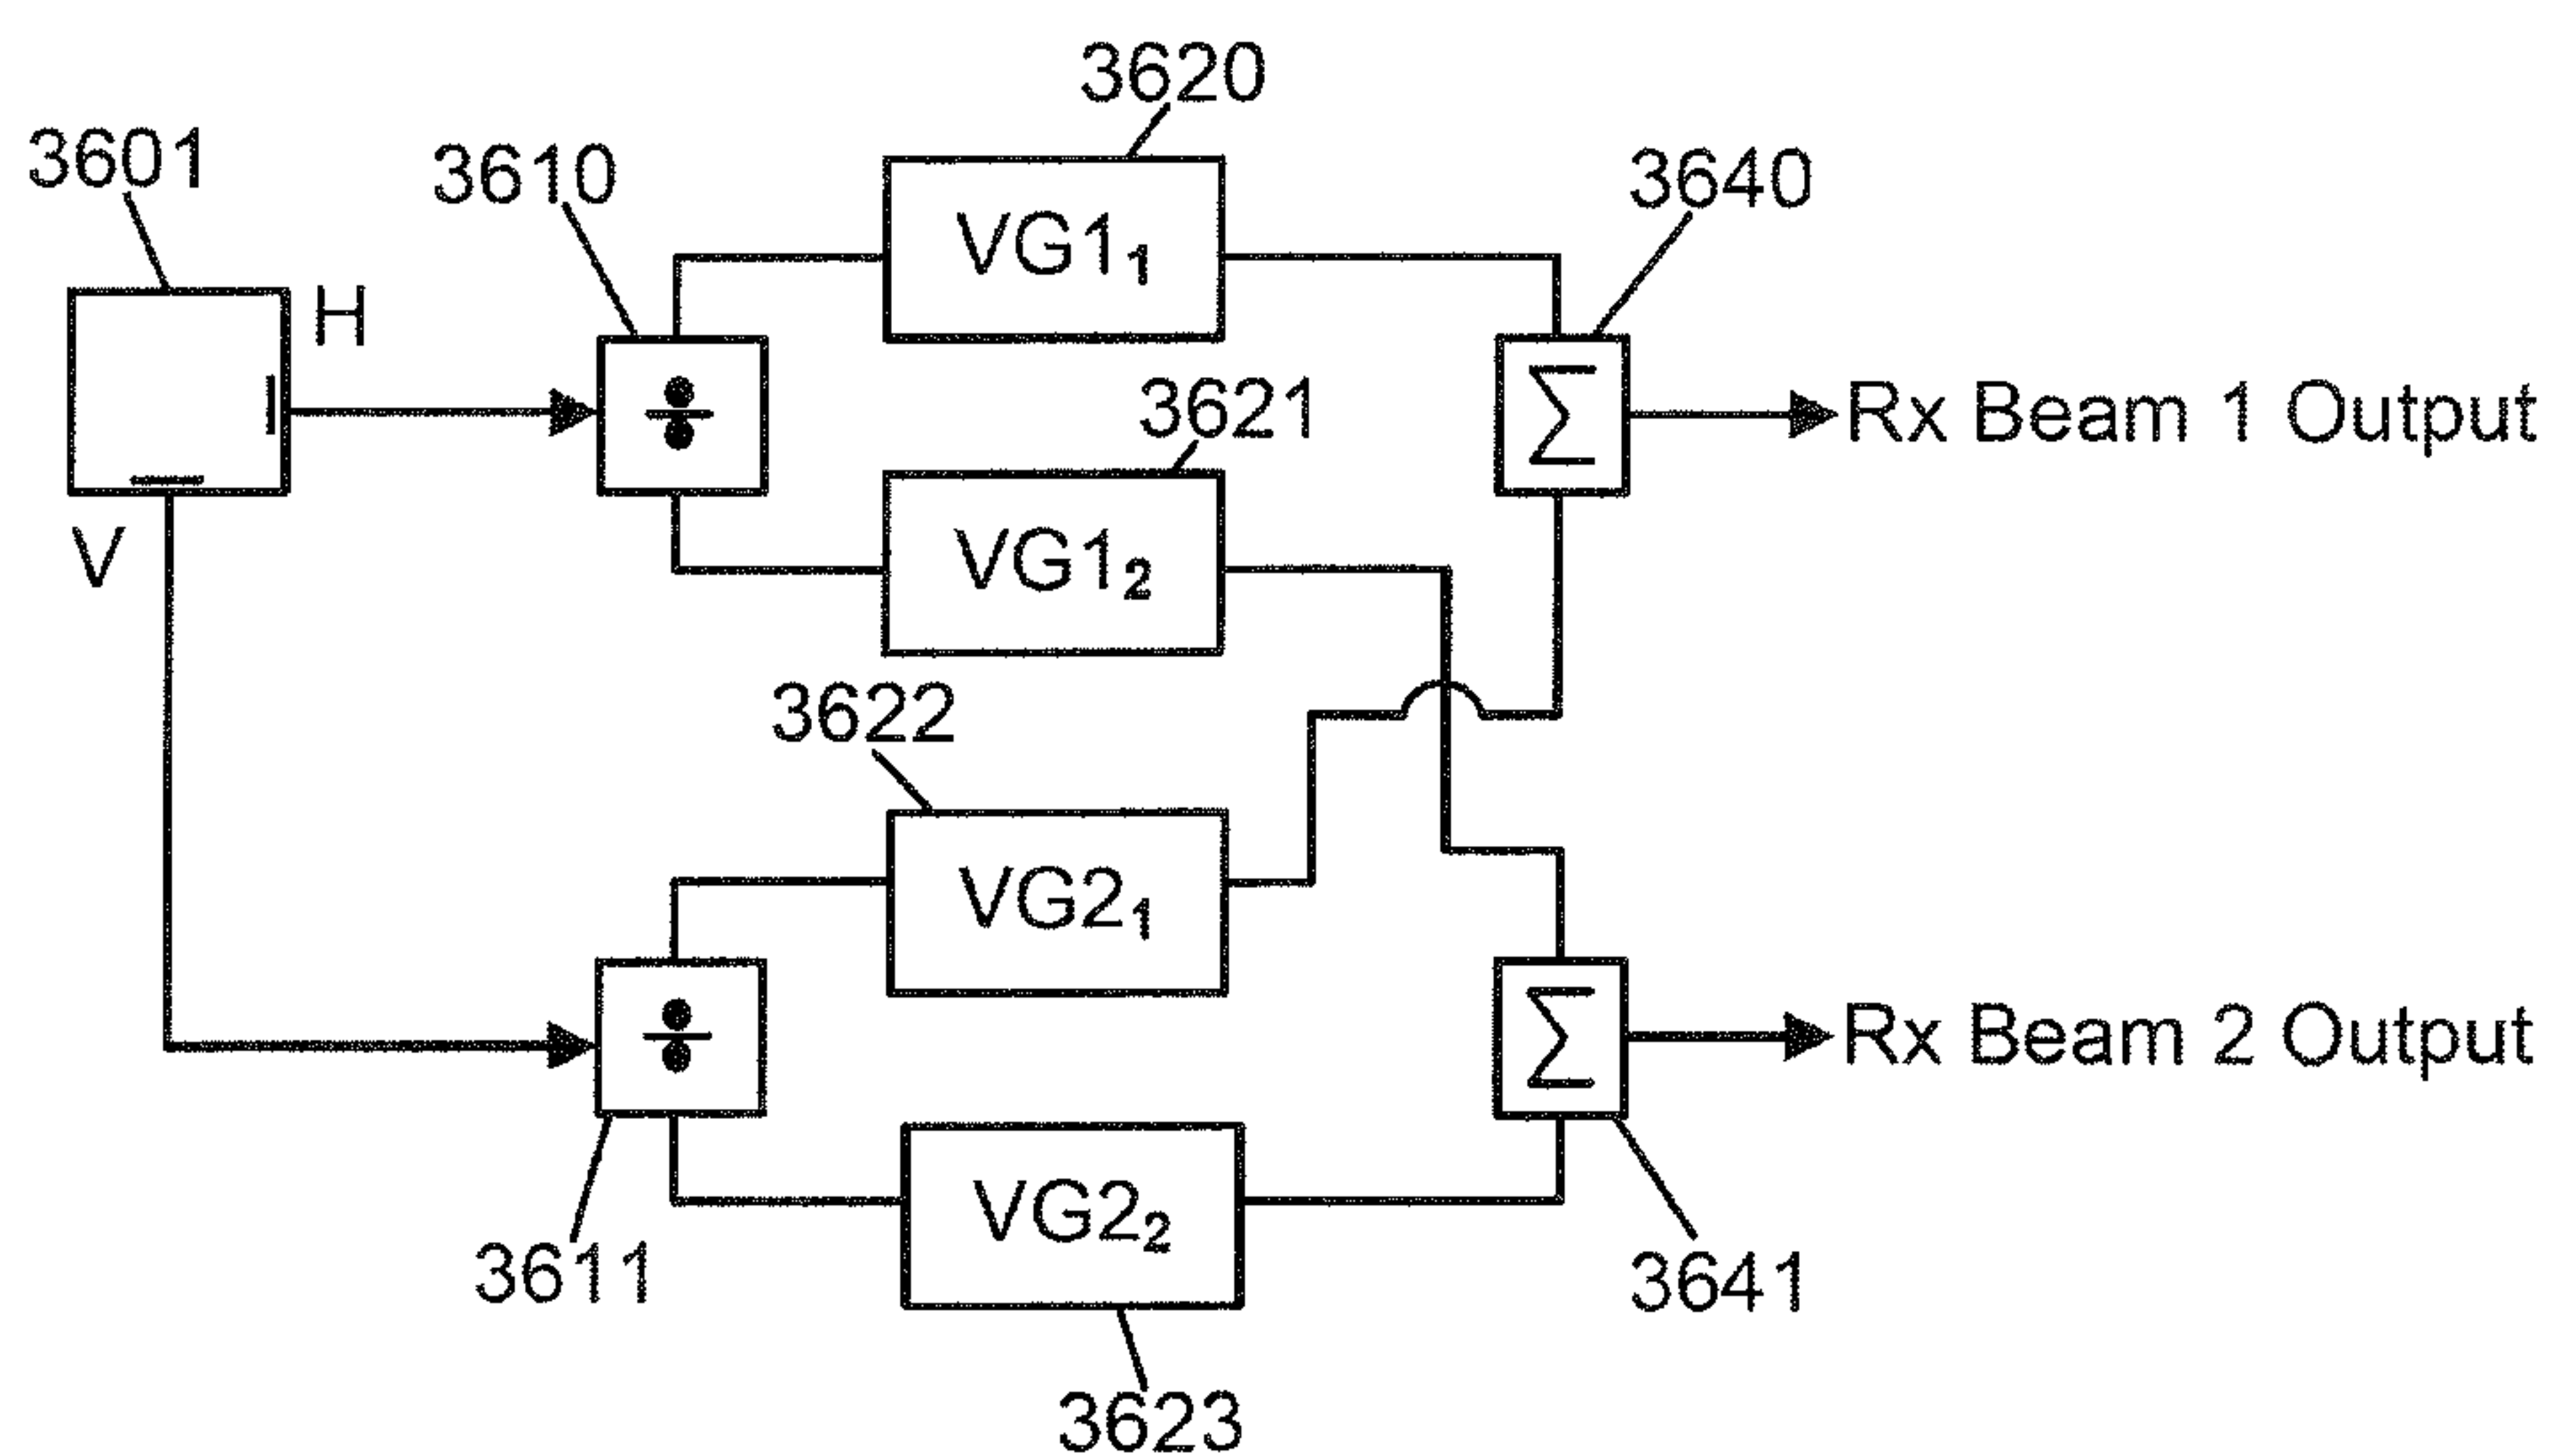 3620
3601
3610
3640
VG1₁
H
÷
3621
Σ
Rx Beam 1 Output
VG1₂
V
3622
VG2₁
÷
Σ
Rx Beam 2 Output
VG2₂
3611
3641
3623